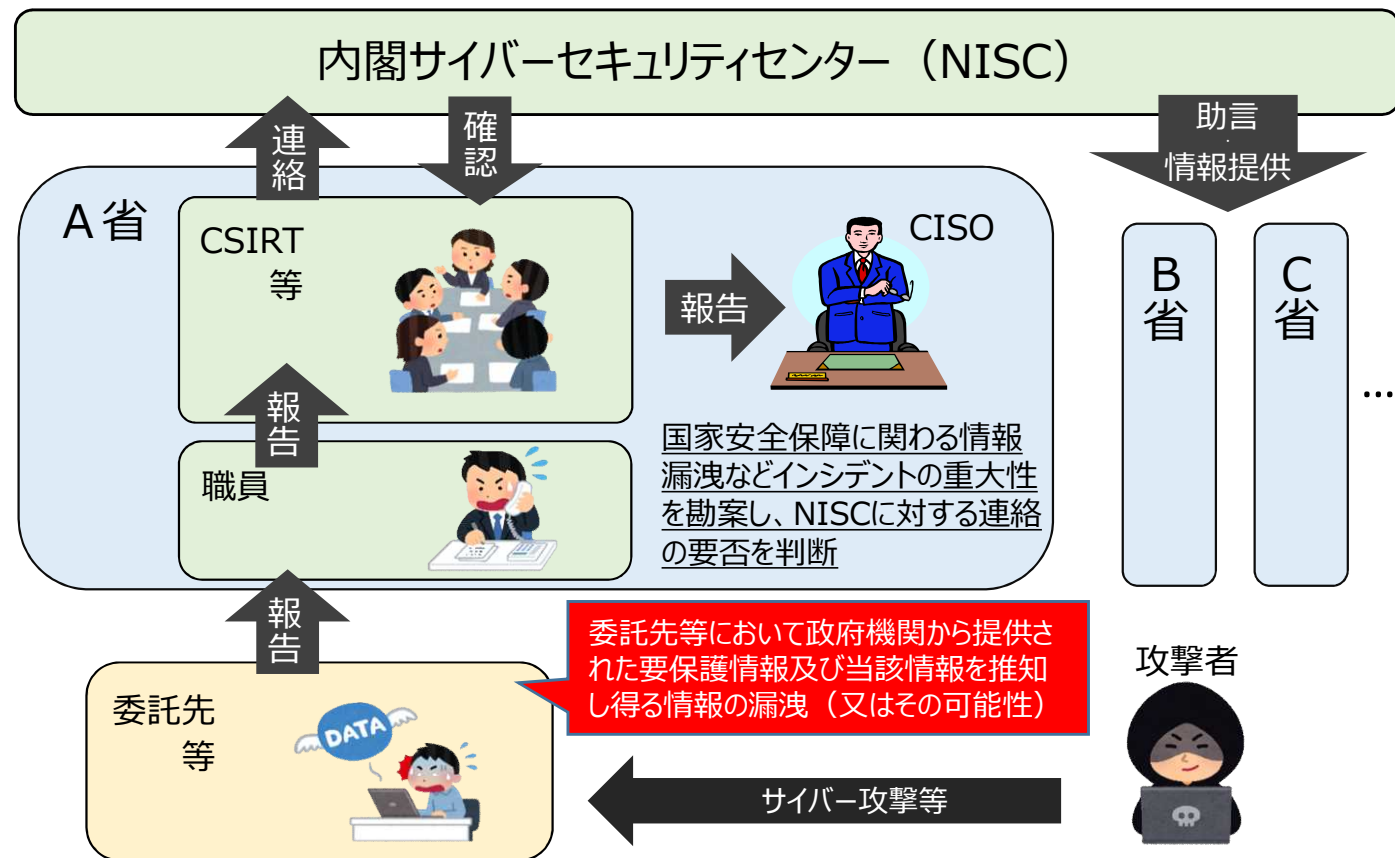 内閣サイバーセキュリティセンター（NISC）
連絡
確認
助言
・
情報提供
A省
CSIRT
等
報告
CISO
B省
C省
…
報告
職員
国家安全保障に関わる情報
漏洩などインシデントの重大性
を勘案し、NISCに対する連絡
の要否を判断
報告
委託先等において政府機関から提供さ
れた要保護情報及び当該情報を推知
し得る情報の漏洩（又はその可能性）
委託先
等
DATA
攻撃者
サイバー攻撃等